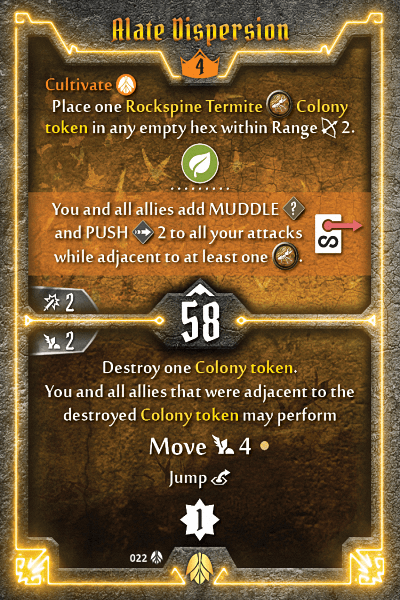 Alate Dispersion
4
Cultivate
Place one Rockspine Termite Colony
token in any empty hex within Range 2.
You and all allies add MUDDLE ?
and PUSH 2 to all your attacks
while adjacent to at least one .
2
58
2
Destroy one Colony token.
You and all allies that were adjacent to the
destroyed Colony token may perform
Move 4
Jump
1
022